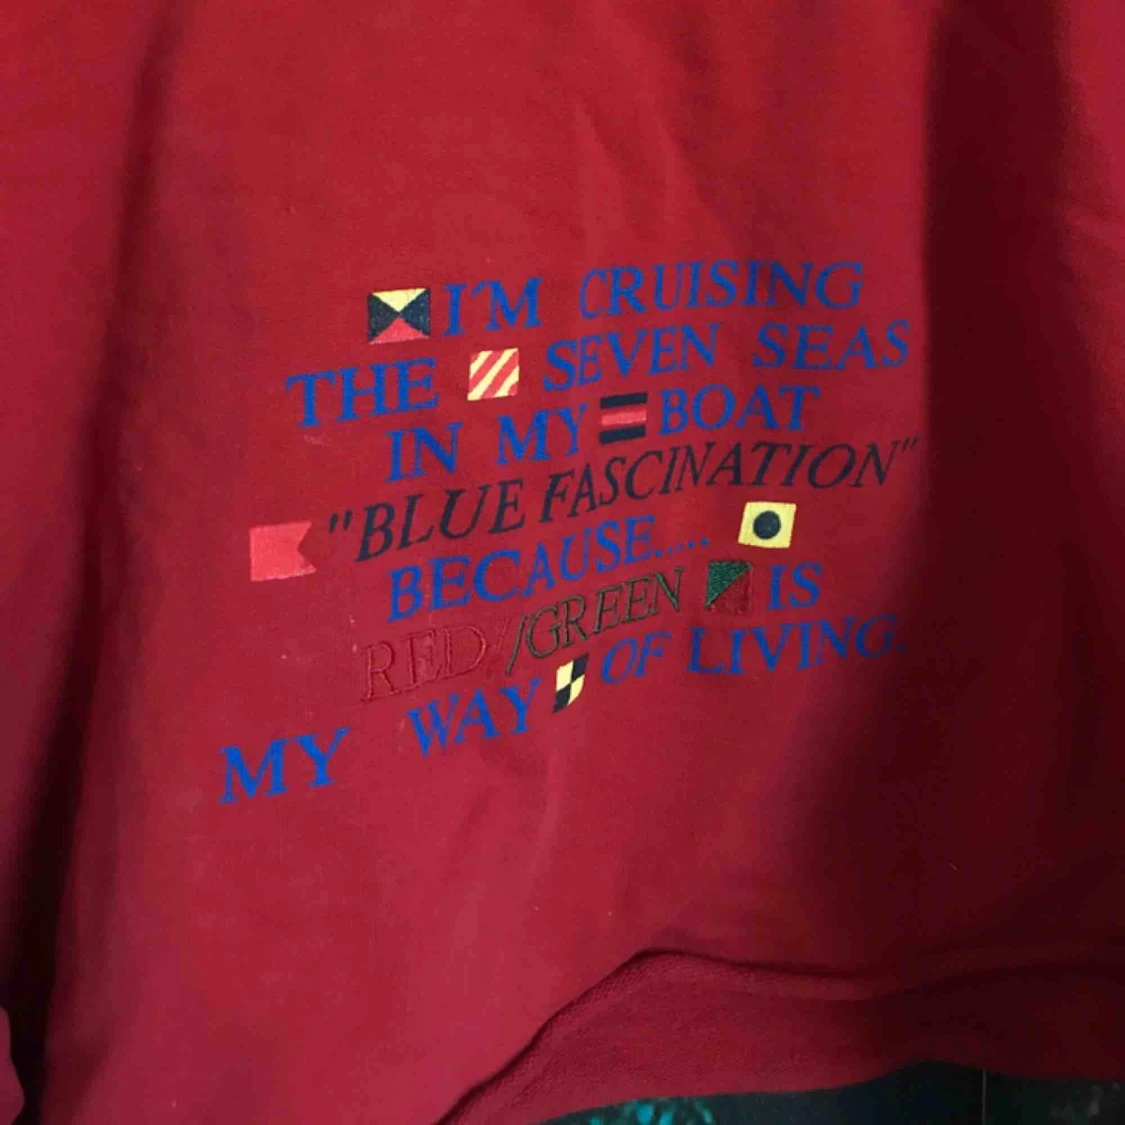 I'M CRUISING
THE SEVEN SEAS
IN MY BOAT
"BLUE FASCINATION"
BECAUSE.....
RED//GREEN IS
MY WAY OF LIVING.